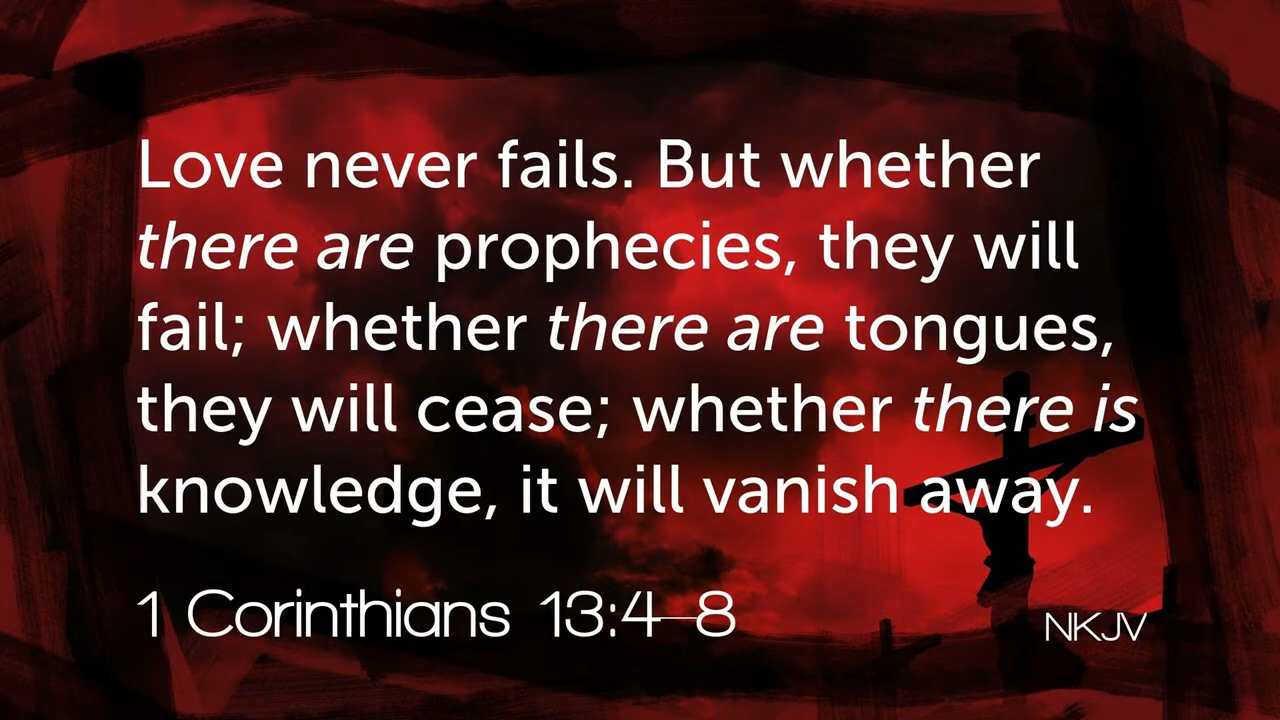 Love never fails. But whether
there are prophecies, they will
fail; whether there are tongues,
they will cease; whether there is
knowledge, it will vanish away.
1 Corinthians 13:4–8
NKJV